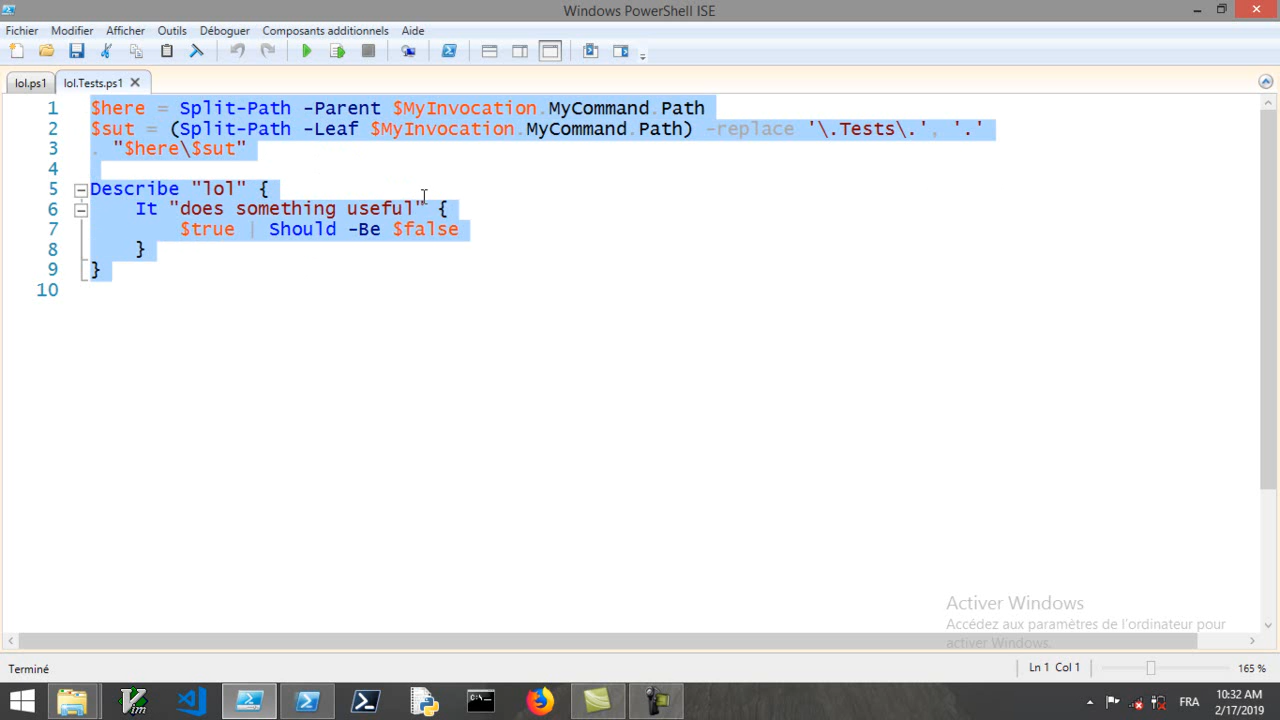 Windows PowerShell ISE
Fichier Modifier Afficher Outils Déboguer Composants additionnels Aide
lol.ps1 lol.Tests.ps1
1 $here = Split-Path -Parent $MyInvocation.MyCommand.Path
2 $sut = (Split-Path -Leaf $MyInvocation.MyCommand.Path) -replace '\.Tests\.', '.'
3 . "$here\$sut"
4
5 Describe "lol" {
6 It "does something useful" {
7 $true | Should -Be $false
8 }
9 }
10
Activer Windows
Accédez aux paramètres de l'ordinateur pour
activer Windows.
Terminé Ln 1 Col 1 165 %
FRA 10:32 AM
2/17/2019